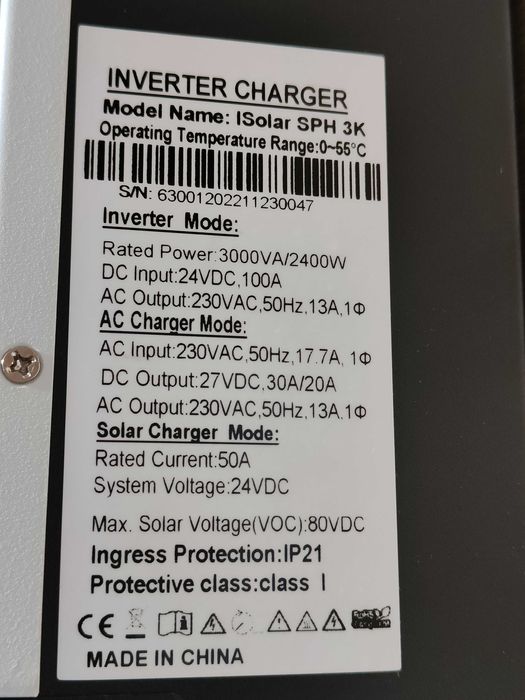 INVERTER CHARGER
Model Name: ISolar SPH 3K
Operating Temperature Range:0~55°C
S/N: 63001202211230047
Inverter Mode:
Rated Power:3000VA/2400W
DC Input:24VDC,100A
AC Output:230VAC,50Hz,13A,1Φ
AC Charger Mode:
AC Input:230VAC,50Hz,17.7A, 1Φ
DC Output:27VDC,30A/20A
AC Output:230VAC,50Hz,13A,1Φ
Solar Charger Mode:
Rated Current:50A
System Voltage:24VDC
Max. Solar Voltage(VOC):80VDC
Ingress Protection:IP21
Protective class:class I
CE
MADE IN CHINA